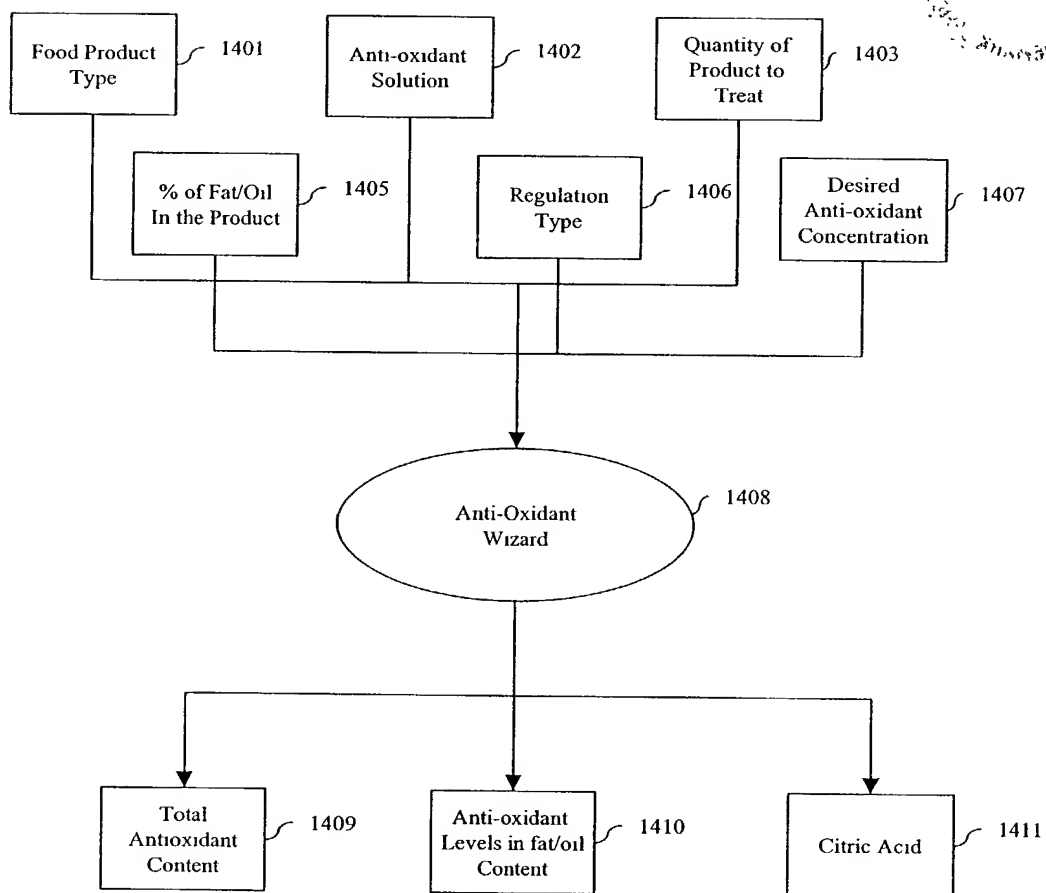 Food Product
Type
1401
Anti-oxidant
Solution
1402
Quantity of
Product to
Treat
1403
% of Fat/Oil
In the Product
1405
Regulation
Type
1406
Desired
Anti-oxidant
Concentration
1407
Anti-Oxidant
Wizard
1408
Total
Antioxidant
Content
1409
Anti-oxidant
Levels in fat/oil
Content
1410
Citric Acid
1411